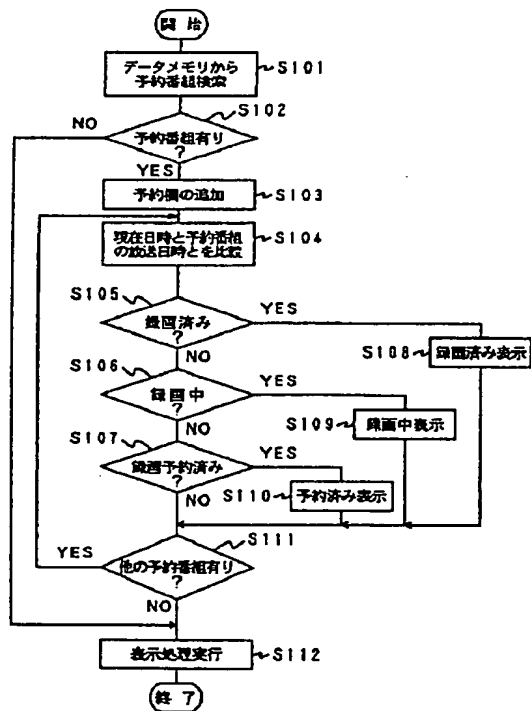 開始
データメモリから
予約番組検索
S101
S102
NO
予約番組有り
?
YES
予約欄の追加
S103
現在日時と予約番組
の放送日時とを比較
S104
S105
録画済み
?
YES
NO
S108
録画済み表示
S106
録画中
?
YES
NO
S109
録画中表示
S107
録画予約済み
?
YES
NO
S110
予約済み表示
S111
YES
他の予約番組有り
?
NO
表示処理実行
S112
終了